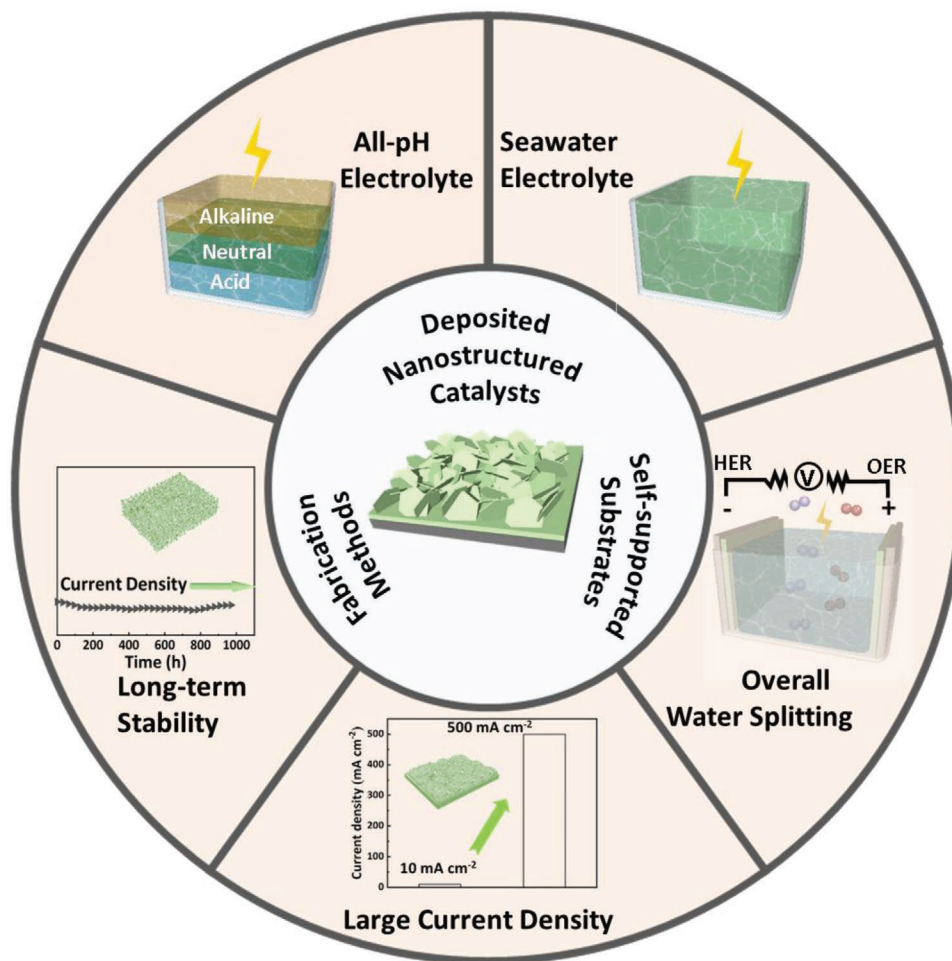 All-pH
Electrolyte
Alkaline
Neutral
Acid
Seawater
Electrolyte
Deposited
Nanostructured
Catalysts
Self-supported
Substrates
Fabrication
Methods
HER
V
OER
-
+
Overall
Water Splitting
Current Density
0 200 400 600 800 1000
Time (h)
Long-term
Stability
Current density (mA cm⁻²)
500
400
300
200
100
0
500 mA cm⁻²
10 mA cm⁻²
Large Current Density